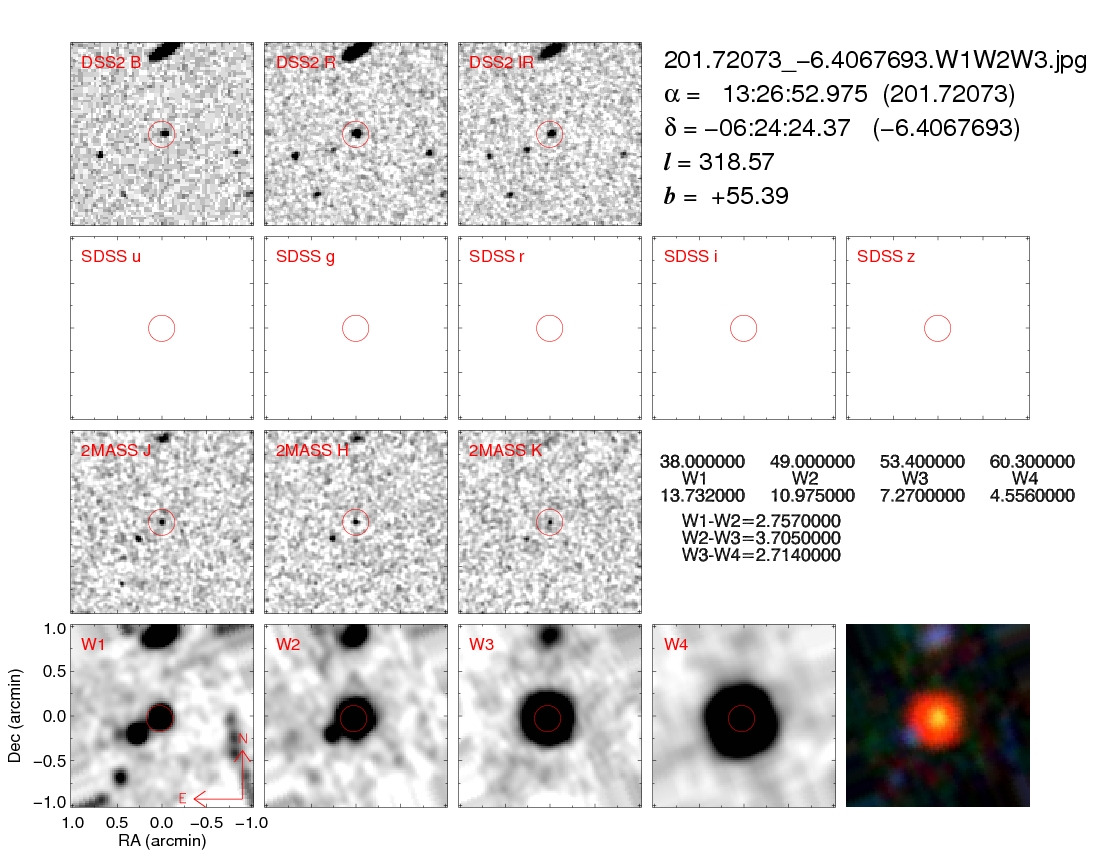 DSS2 B
DSS2 R
DSS2 IR
201.72073_−6.4067693.W1W2W3.jpg
α = 13:26:52.975 (201.72073)
δ = −06:24:24.37 (−6.4067693)
l = 318.57
b = +55.39
SDSS u
SDSS g
SDSS r
SDSS i
SDSS z
2MASS J
2MASS H
2MASS K
38.000000 49.000000 53.400000 60.300000
W1 W2 W3 W4
13.732000 10.975000 7.2700000 4.5560000
W1-W2=2.7570000
W2-W3=3.7050000
W3-W4=2.7140000
W1
W2
W3
W4
N
E
1.0
0.5
0.0
−0.5
−1.0
Dec (arcmin)
1.0 0.5 0.0 −0.5 −1.0
RA (arcmin)